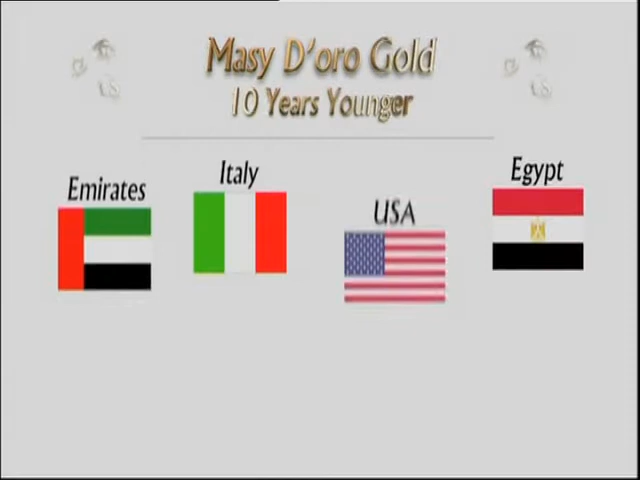 Masy D'oro Gold
10 Years Younger
Emirates
Italy
USA
Egypt